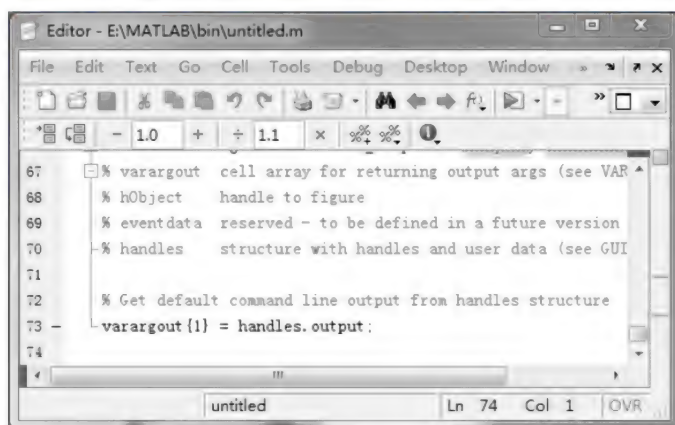 Editor - E:\MATLAB\bin\untitled.m
File Edit Text Go Cell Tools Debug Desktop Window
- 1.0 + ÷ 1.1 ×
67 % varargout cell array for returning output args (see VAR
68 % hObject handle to figure
69 % eventdata reserved - to be defined in a future version
70 % handles structure with handles and user data (see GUI
71
72 % Get default command line output from handles structure
73 - varargout{1} = handles.output;
74
untitled Ln 74 Col 1 OVR